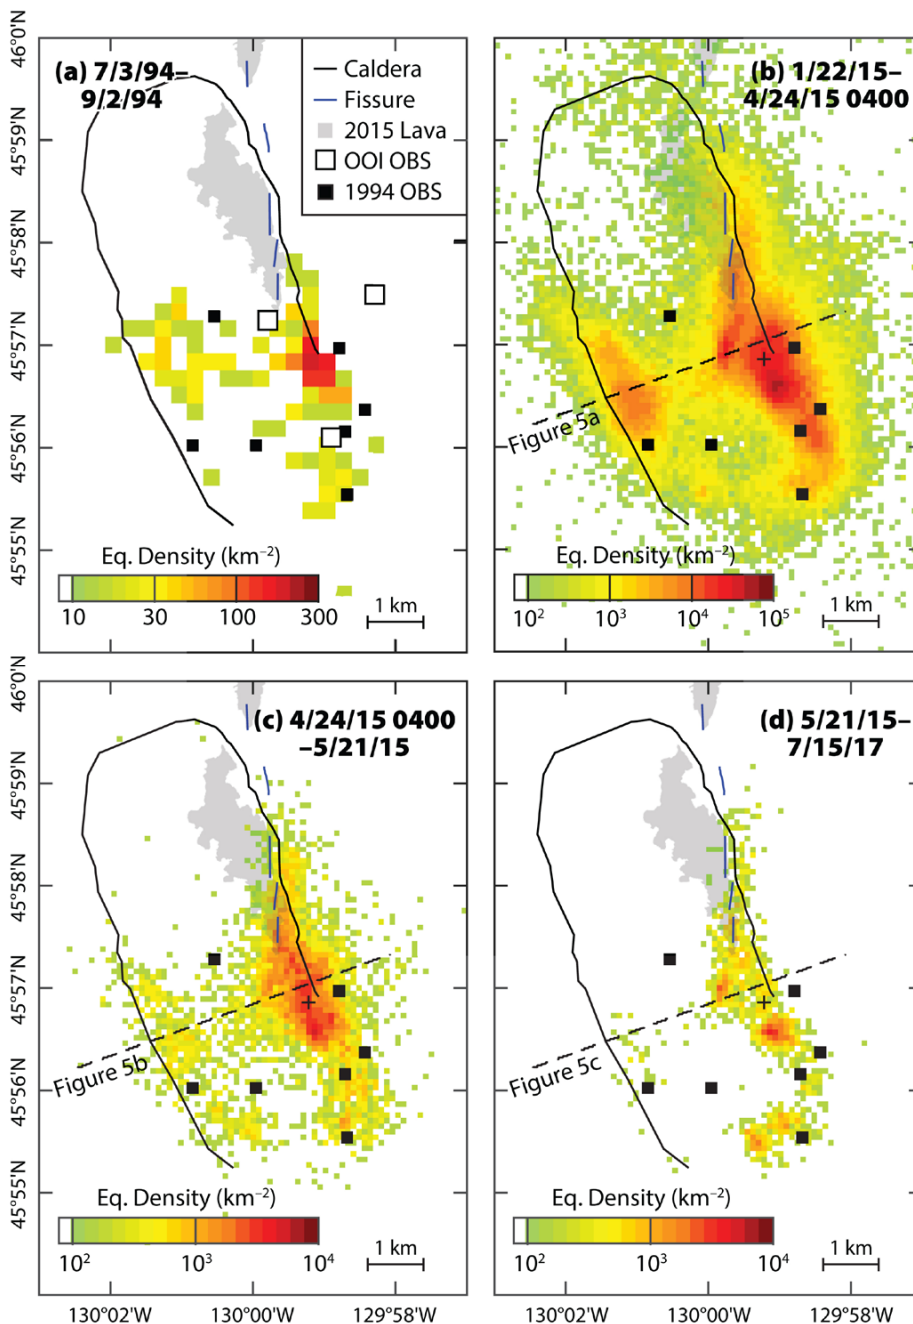 (a) 7/3/94–
9/2/94
Caldera
Fissure
2015 Lava
OOI OBS
1994 OBS
46°0'N
45°59'N
45°58'N
45°57'N
45°56'N
45°55'N
Eq. Density (km⁻²)
10 30 100 300
1 km
(b) 1/22/15–
4/24/15 0400
Figure 5a
Eq. Density (km⁻²)
10² 10³ 10⁴ 10⁵
1 km
(c) 4/24/15 0400
–5/21/15
46°0'N
45°59'N
45°58'N
45°57'N
45°56'N
45°55'N
Figure 5b
Eq. Density (km⁻²)
10² 10³ 10⁴
1 km
130°02'W 130°00'W 129°58'W
(d) 5/21/15–
7/15/17
Figure 5c
Eq. Density (km⁻²)
10² 10³ 10⁴
1 km
130°02'W 130°00'W 129°58'W